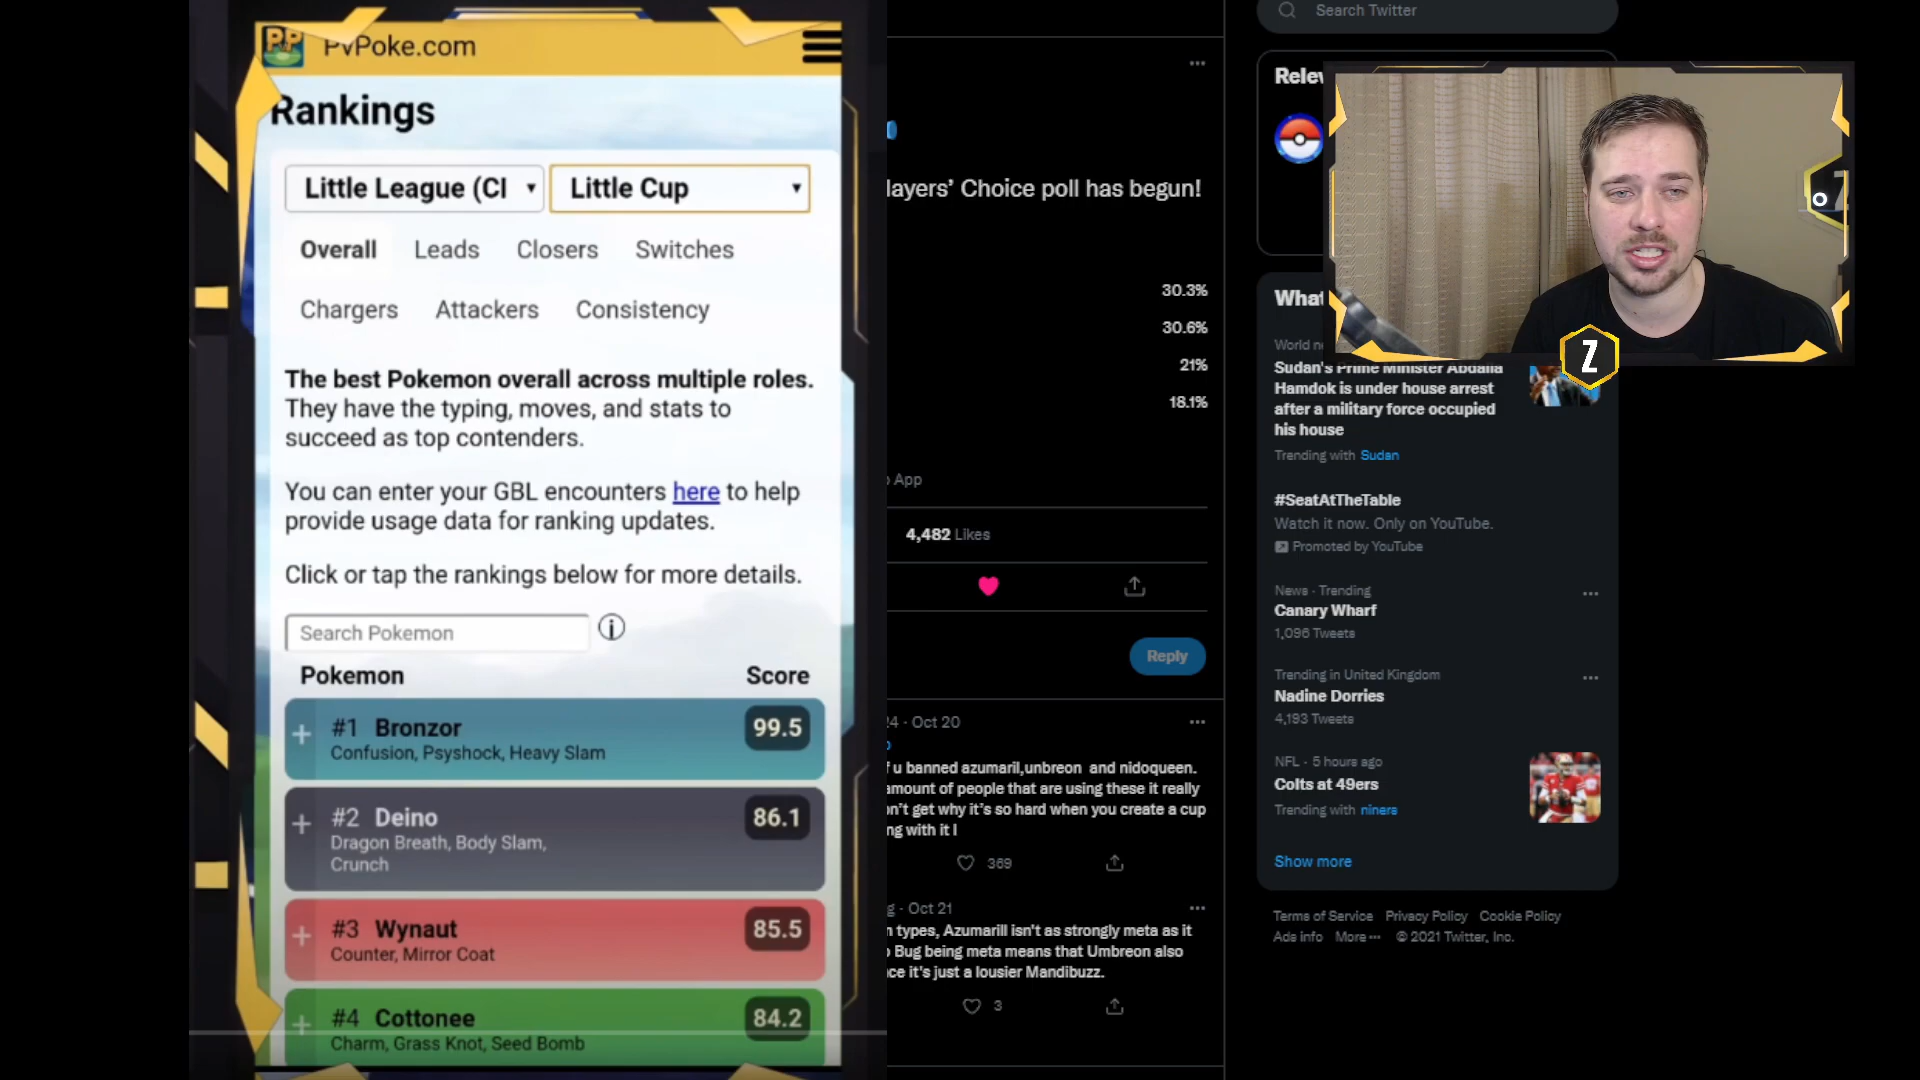 PvPoke.com
Rankings
Little League (Cl
Little Cup
Overall
Leads
Closers
Switches
Chargers
Attackers
Consistency
The best Pokemon overall across multiple roles.
They have the typing, moves, and stats to
succeed as top contenders.
You can enter your GBL encounters here to help
provide usage data for ranking updates.
Click or tap the rankings below for more details.
Search Pokemon
Pokemon
Score
#1 Bronzor
99.5
Confusion, Psyshock, Heavy Slam
#2 Deino
86.1
Dragon Breath, Body Slam,
Crunch
#3 Wynaut
85.5
Counter, Mirror Coat
#4 Cottonee
84.2
Charm, Grass Knot, Seed Bomb
layers' Choice poll has begun!
30.3%
30.6%
21%
18.1%
App
4,482 Likes
Reply
24 · Oct 20
f u banned azumaril,unbreon and nidoqueen.
amount of people that are using these it really
n't get why it's so hard when you create a cup
ng with it I
369
g · Oct 21
n types, Azumarill isn't as strongly meta as it
o Bug being meta means that Umbreon also
ce it's just a lousier Mandibuzz.
3
Search Twitter
Relev
What
World ne
Sudan's Prime Minister Abdalla
Hamdok is under house arrest
after a military force occupied
his house
Trending with Sudan
#SeatAtTheTable
Watch it now. Only on YouTube.
Promoted by YouTube
News · Trending
Canary Wharf
1,096 Tweets
Trending in United Kingdom
Nadine Dorries
4,193 Tweets
NFL · 5 hours ago
Colts at 49ers
Trending with niners
Show more
Terms of Service Privacy Policy Cookie Policy
Ads info More ··· © 2021 Twitter, Inc.
Z